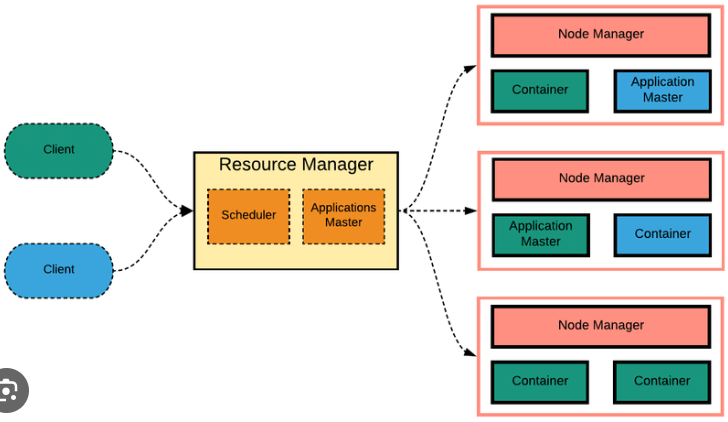 Client
Client
Resource Manager
Scheduler
Applications
Master
Node Manager
Container
Application
Master
Node Manager
Application
Master
Container
Node Manager
Container
Container